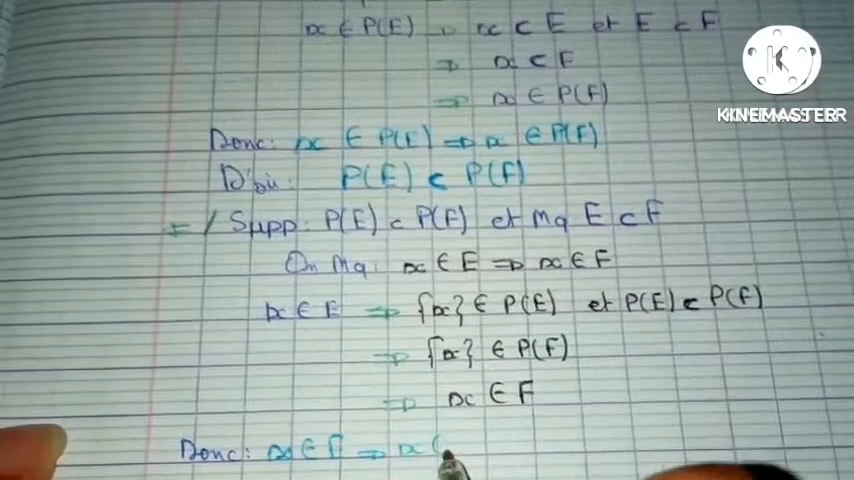 x ∈ P(E) ⇒ x ⊂ E et E ⊂ F
⇒ x ⊂ F
⇒ x ∈ P(F)
Donc: x ∈ P(E) ⇒ x ∈ P(F)
D'où: P(E) ⊂ P(F)
⇐/ Supp: P(E) ⊂ P(F) et Mq E ⊂ F
On Mq: x ∈ E ⇒ x ∈ F
x ∈ E ⇒ {x} ∈ P(E) et P(E) ⊂ P(F)
⇒ {x} ∈ P(F)
⇒ x ∈ F
Donc: x ∈ E ⇒ x
KINEMASTER